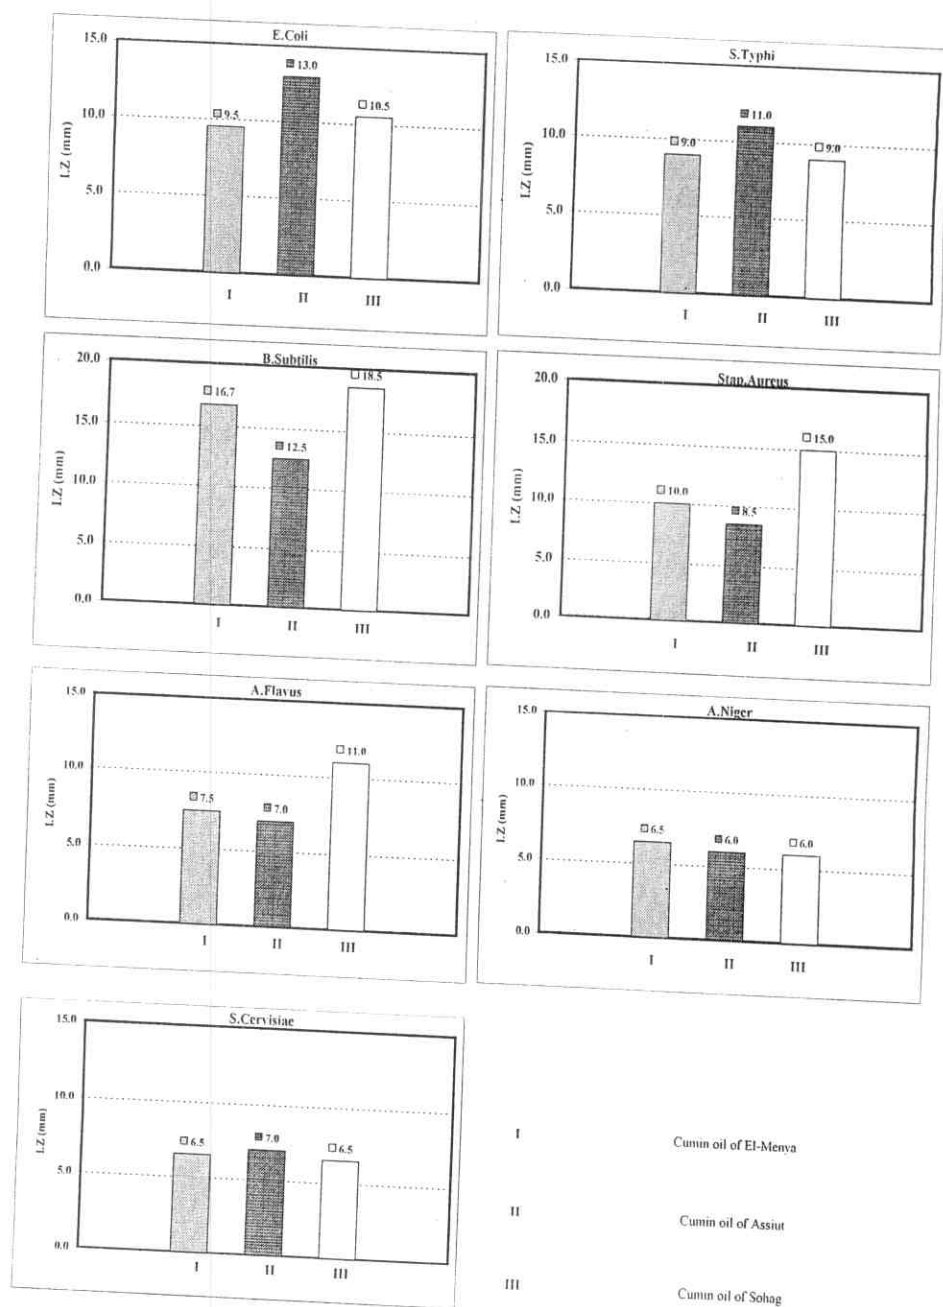 E.Coli
15.0
10.0
5.0
0.0
I.Z (mm)
9.5
13.0
10.5
I
II
III
S.Typhi
15.0
10.0
5.0
0.0
I.Z (mm)
9.0
11.0
9.0
I
II
III
B.Subtilis
20.0
15.0
10.0
5.0
0.0
I.Z (mm)
16.7
12.5
18.5
I
II
III
Stap.Aureus
20.0
15.0
10.0
5.0
0.0
I.Z (mm)
10.0
8.5
15.0
I
II
III
A.Flavus
15.0
10.0
5.0
0.0
I.Z (mm)
7.5
7.0
11.0
I
II
III
A.Niger
15.0
10.0
5.0
0.0
I.Z (mm)
6.5
6.0
6.0
I
II
III
S.Cervisiae
15.0
10.0
5.0
0.0
I.Z (mm)
6.5
7.0
6.5
I
II
III
I Cumin oil of El-Menya
II Cumin oil of Assiut
III Cumin oil of Sohag